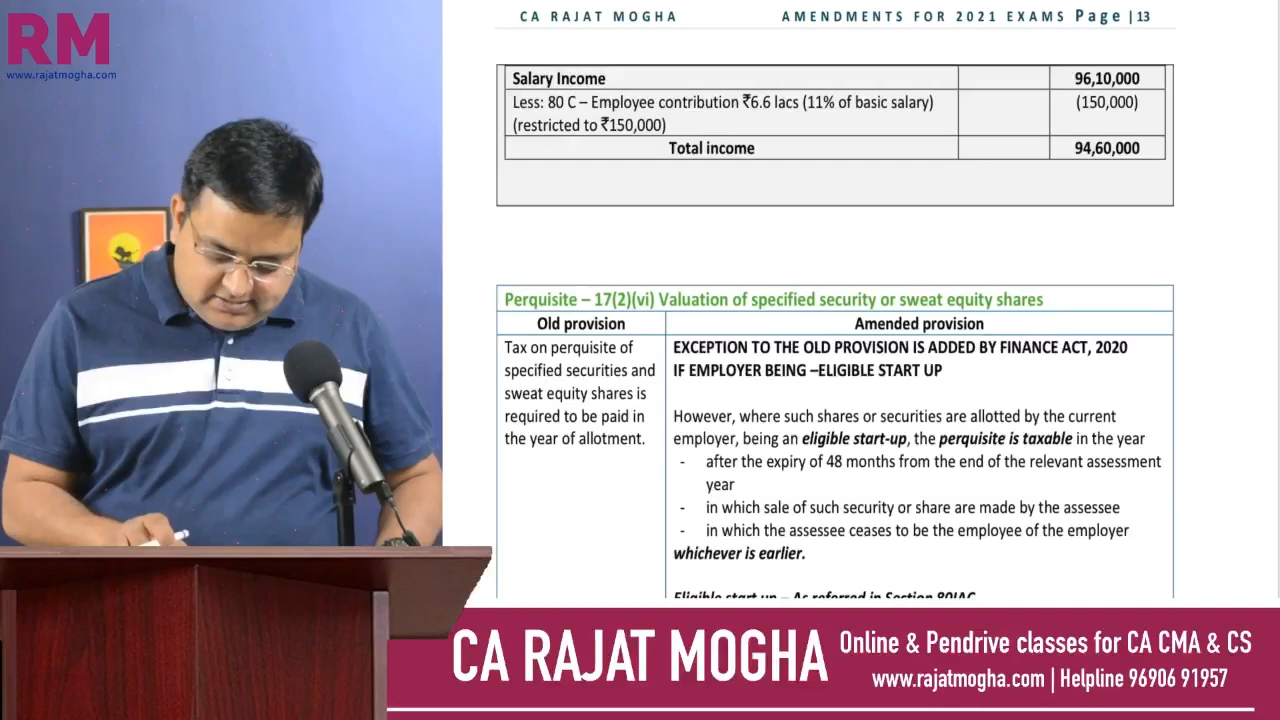 RM
www.rajatmogha.com
CA RAJAT MOGHA AMENDMENTS FOR 2021 EXAMS Page |13
Salary Income 96,10,000
Less: 80 C – Employee contribution ₹6.6 lacs (11% of basic salary) (150,000)
(restricted to ₹150,000)
Total income 94,60,000
Perquisite – 17(2)(vi) Valuation of specified security or sweat equity shares
Old provision Amended provision
Tax on perquisite of
specified securities and
sweat equity shares is
required to be paid in
the year of allotment.
EXCEPTION TO THE OLD PROVISION IS ADDED BY FINANCE ACT, 2020
IF EMPLOYER BEING –ELIGIBLE START UP
However, where such shares or securities are allotted by the current
employer, being an eligible start-up, the perquisite is taxable in the year
- after the expiry of 48 months from the end of the relevant assessment
year
- in which sale of such security or share are made by the assessee
- in which the assessee ceases to be the employee of the employer
whichever is earlier.
Eligible start up – As referred in Section 80IAC
CA RAJAT MOGHA
Online & Pendrive classes for CA CMA & CS
www.rajatmogha.com | Helpline 96906 91957